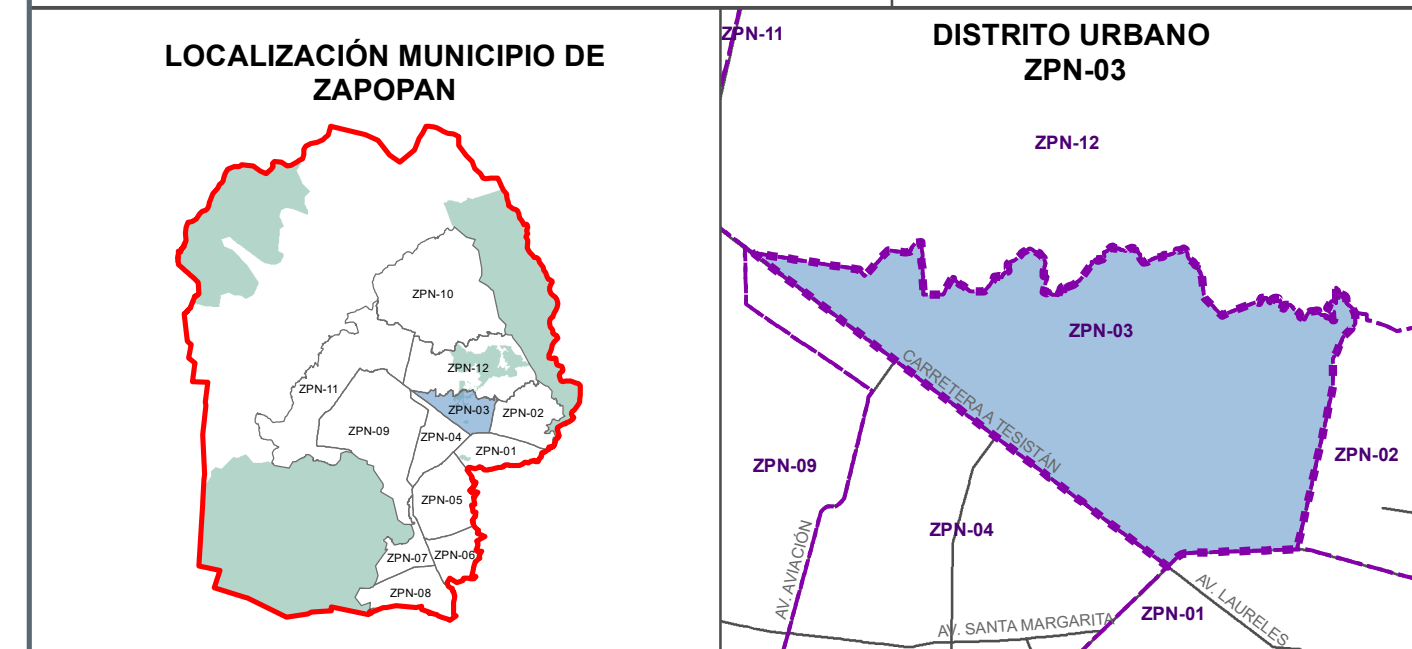 LOCALIZACIÓN MUNICIPIO DE
ZAPOPAN
ZPN-10
ZPN-12
ZPN-11
ZPN-03
ZPN-02
ZPN-09
ZPN-04
ZPN-01
ZPN-05
ZPN-07
ZPN-06
ZPN-08
DISTRITO URBANO
ZPN-03
ZPN-11
ZPN-12
ZPN-03
CARRETERA A TESISTÁN
ZPN-09
ZPN-02
ZPN-04
AV. AVIACIÓN
AV. SANTA MARGARITA
ZPN-01
AV. LAURELES